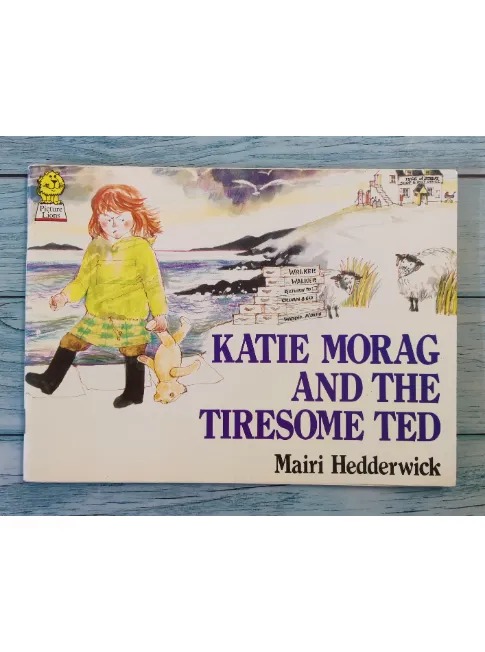 Picture
Lions
WALKER
WALKER
KATIE MORAG
AND THE
TIRESOME TED
Mairi Hedderwick